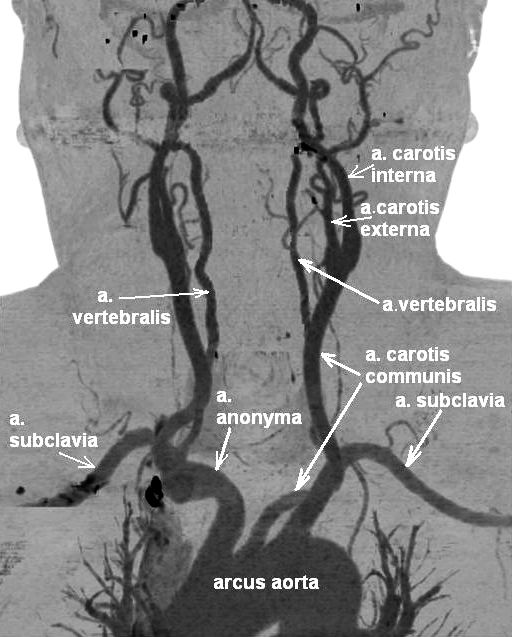 a. carotis
interna
a.carotis
externa
a.
vertebralis
a.vertebralis
a. carotis
communis
a. subclavia
a.
anonyma
a.
subclavia
arcus aorta